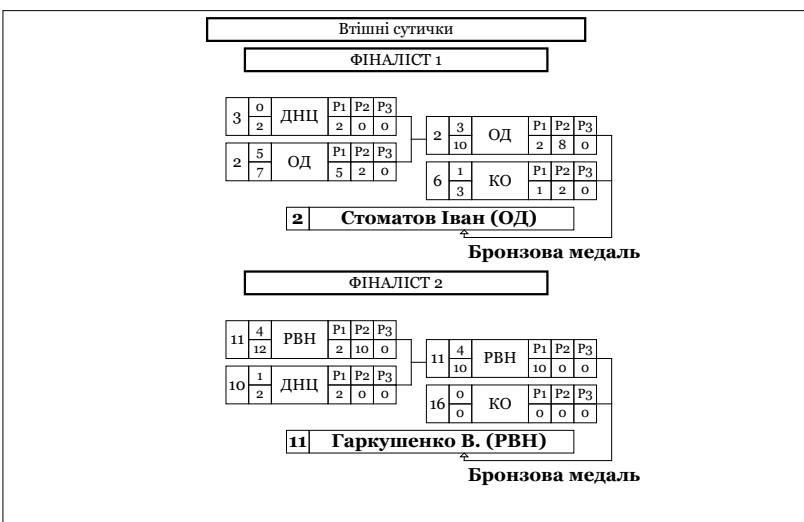 Втішні сутички
ФІНАЛІСТ 1
3 0 2 ДНЦ Р1 Р2 Р3 2 0 0
2 5 7 ОД Р1 Р2 Р3 5 2 0
2 3 10 ОД Р1 Р2 Р3 2 8 0
6 1 3 КО Р1 Р2 Р3 1 2 0
2 Стоматов Іван (ОД)
Бронзова медаль
ФІНАЛІСТ 2
11 4 12 РВН Р1 Р2 Р3 2 10 0
10 1 2 ДНЦ Р1 Р2 Р3 2 0 0
11 4 10 РВН Р1 Р2 Р3 10 0 0
16 0 0 КО Р1 Р2 Р3 0 0 0
11 Гаркушенко В. (РВН)
Бронзова медаль